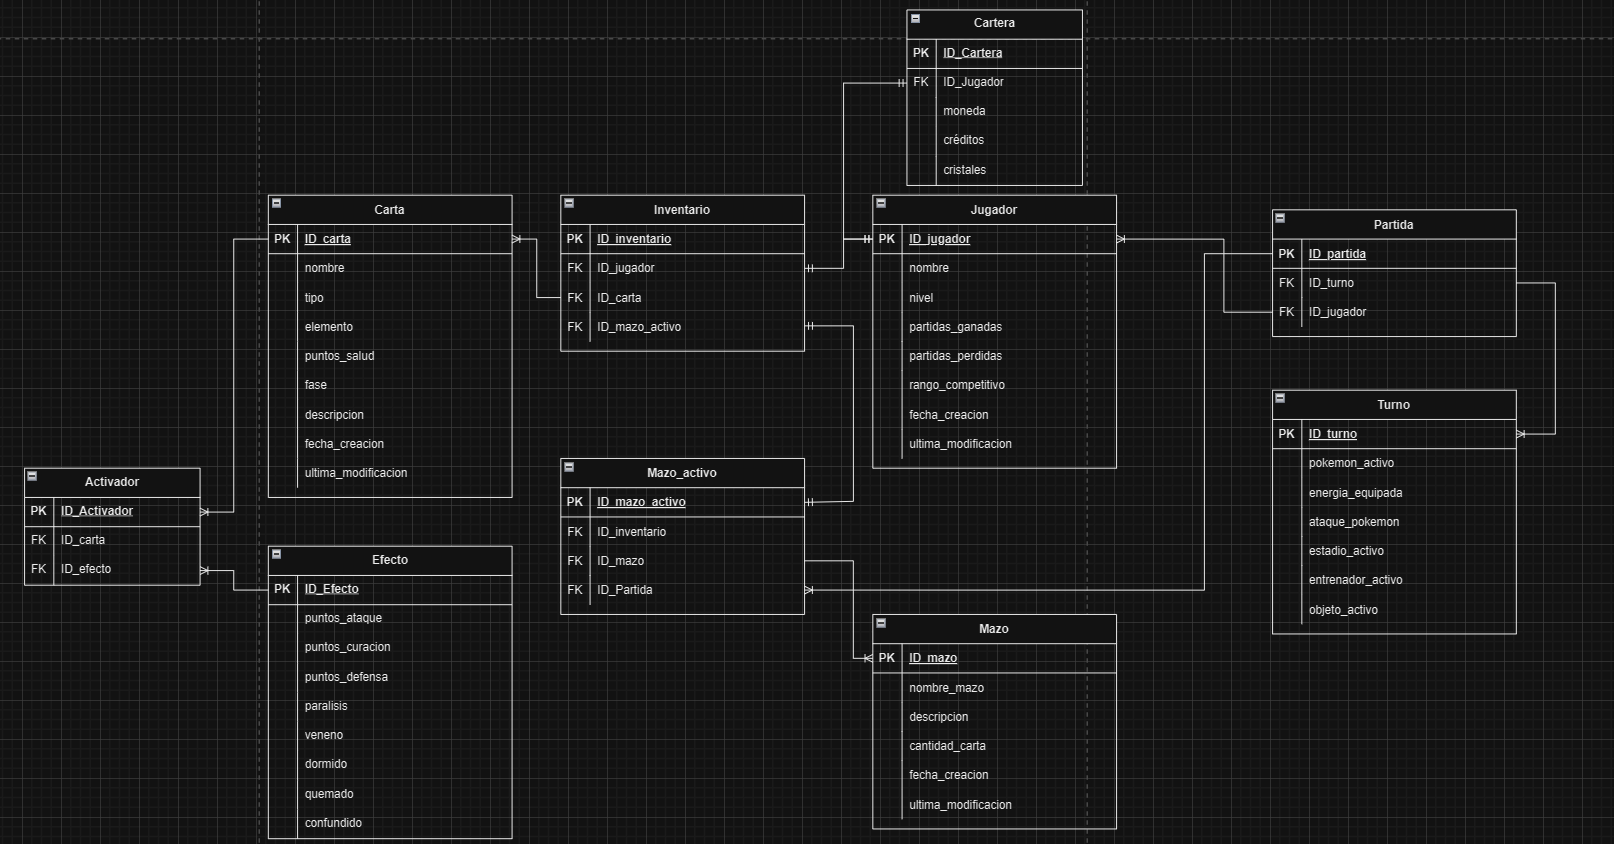 Cartera
PK ID_Cartera
FK ID_Jugador
moneda
créditos
cristales
Carta
PK ID_carta
nombre
tipo
elemento
puntos_salud
fase
descripcion
fecha_creacion
ultima_modificacion
Inventario
PK ID_inventario
FK ID_jugador
FK ID_carta
FK ID_mazo_activo
Jugador
PK ID_jugador
nombre
nivel
partidas_ganadas
partidas_perdidas
rango_competitivo
fecha_creacion
ultima_modificacion
Partida
PK ID_partida
FK ID_turno
FK ID_jugador
Turno
PK ID_turno
pokemon_activo
energia_equipada
ataque_pokemon
estadio_activo
entrenador_activo
objeto_activo
Activador
PK ID_Activador
FK ID_carta
FK ID_efecto
Mazo_activo
PK ID_mazo_activo
FK ID_inventario
FK ID_mazo
FK ID_Partida
Efecto
PK ID_Efecto
puntos_ataque
puntos_curacion
puntos_defensa
paralisis
veneno
dormido
quemado
confundido
Mazo
PK ID_mazo
nombre_mazo
descripcion
cantidad_carta
fecha_creacion
ultima_modificacion